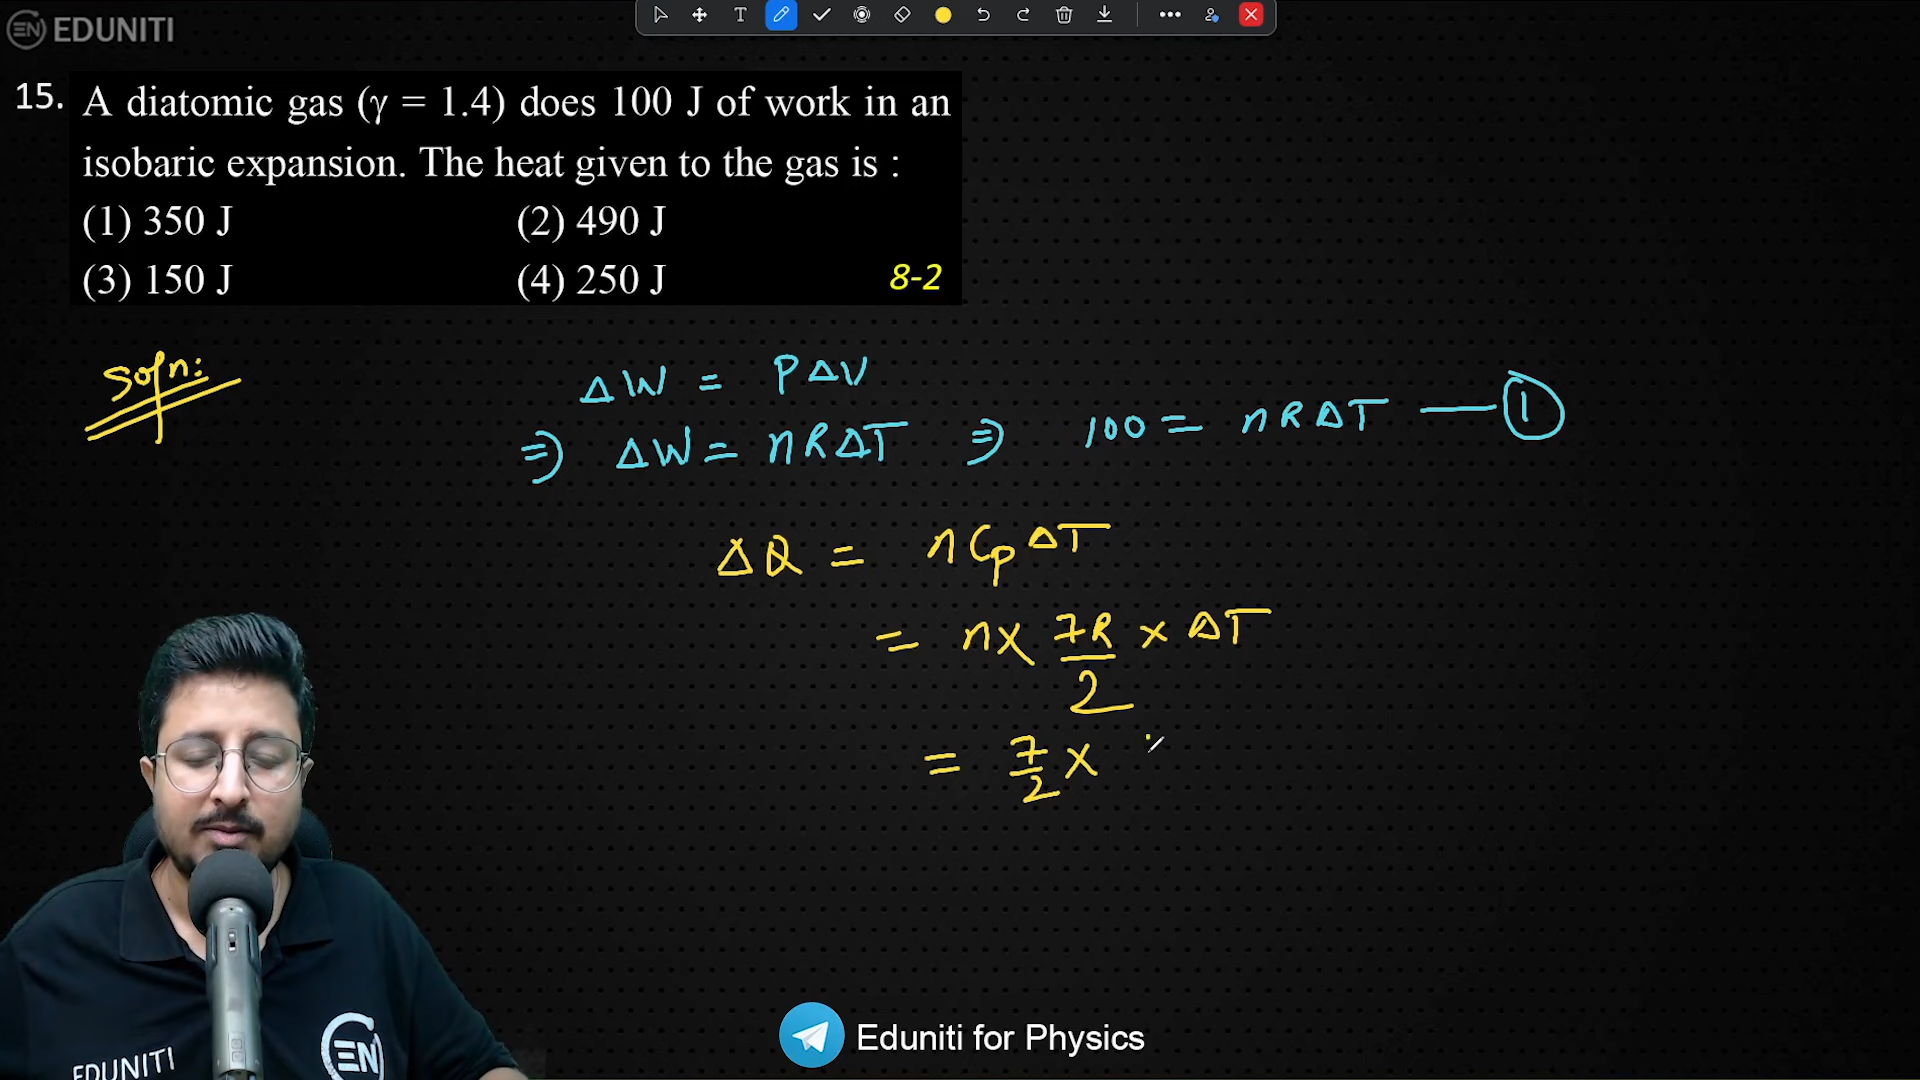 EN EDUNITI
T
15. A diatomic gas (γ = 1.4) does 100 J of work in an
isobaric expansion. The heat given to the gas is :
(1) 350 J (2) 490 J
(3) 150 J (4) 250 J 8-2
Soln:
ΔW = PΔV
⇒ ΔW = nRΔT ⇒ 100 = nRΔT — ①
ΔQ = nCpΔT
= n× 7R/2 × ΔT
= 7/2 ×
EDUNITI
EN
Eduniti for Physics